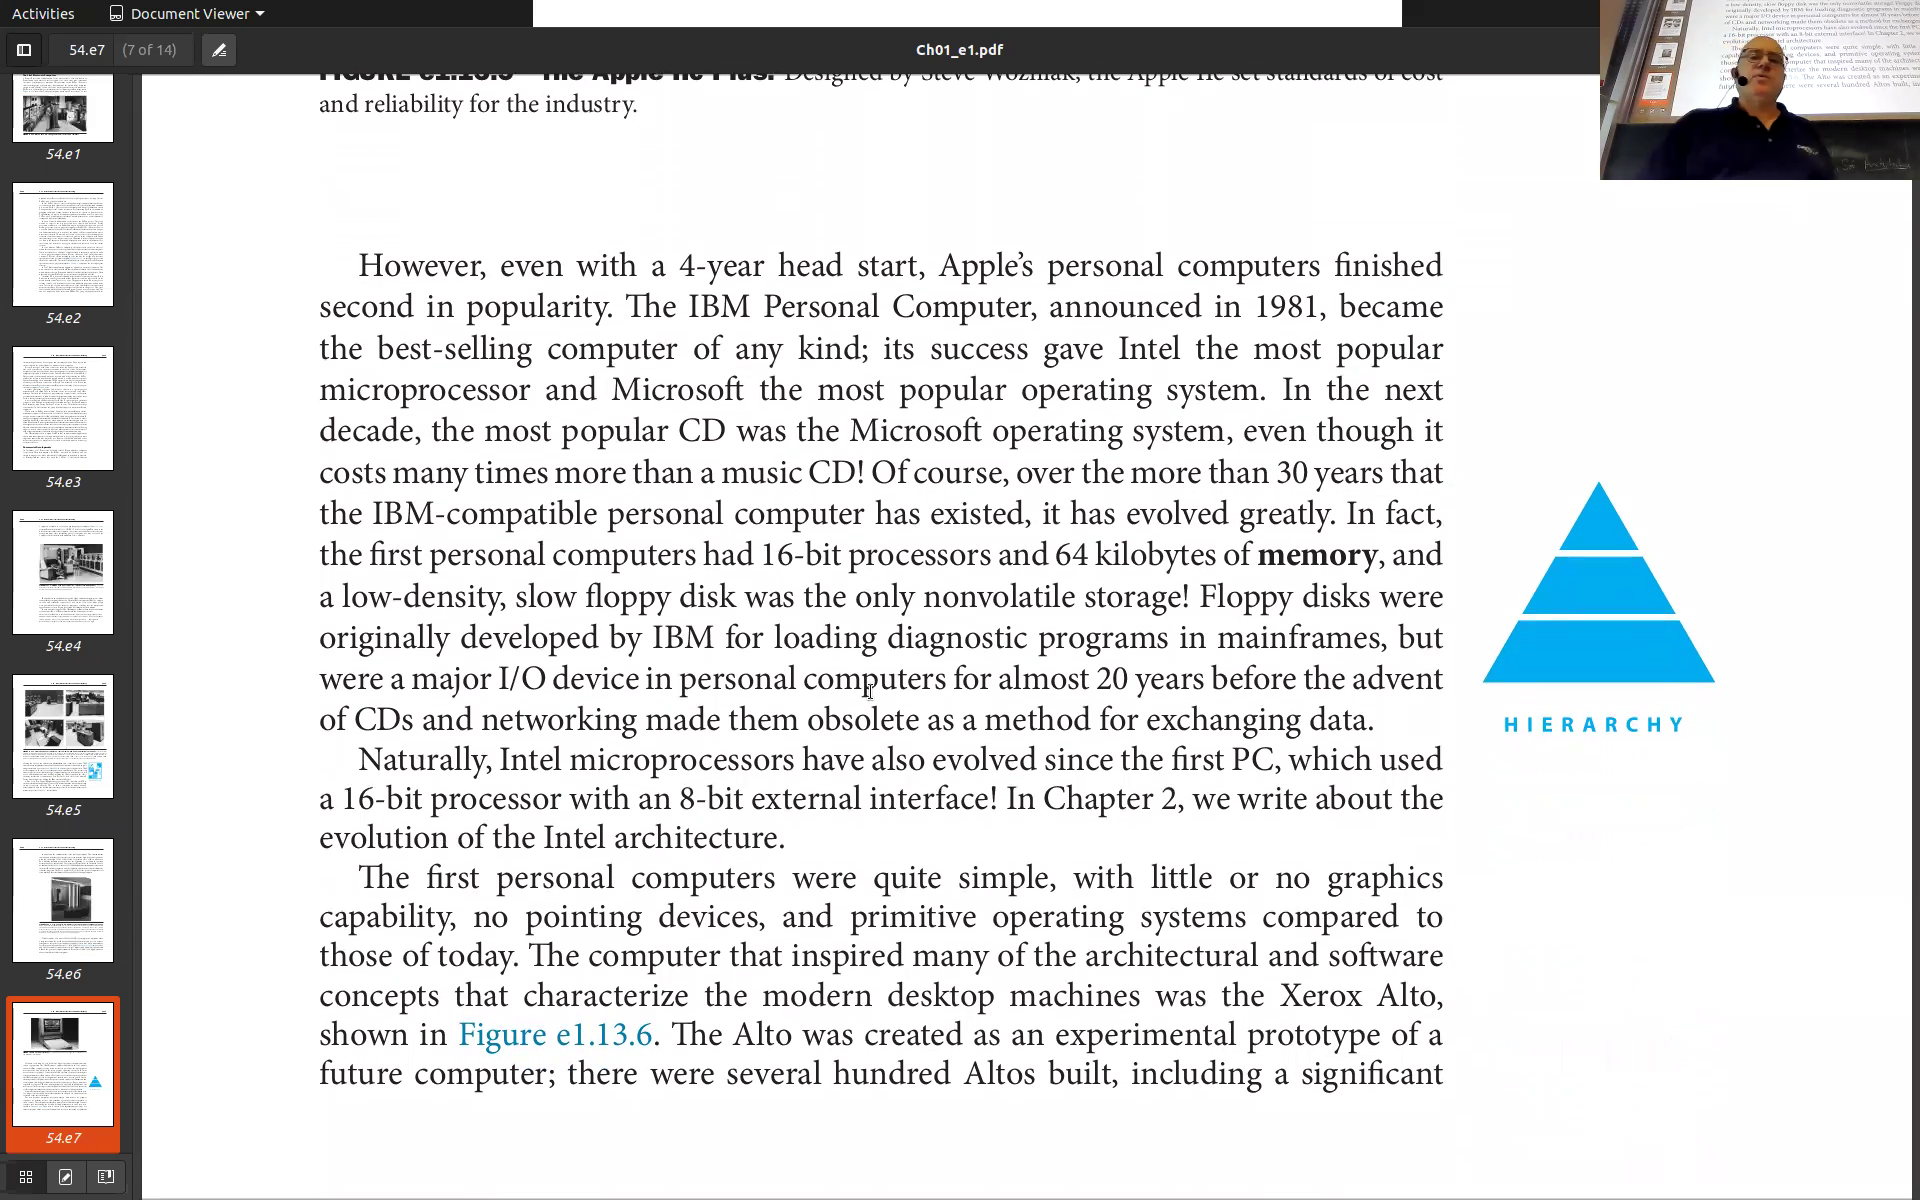 Activities
Document Viewer
54.e7
(7 of 14)
Ch01_e1.pdf
54.e1
54.e2
54.e3
54.e4
54.e5
54.e6
54.e7
FIGURE e1.13.5 The Apple IIc Plus. Designed by Steve Wozniak, the Apple IIc set standards of cost
and reliability for the industry.
However, even with a 4-year head start, Apple’s personal computers finished
second in popularity. The IBM Personal Computer, announced in 1981, became
the best-selling computer of any kind; its success gave Intel the most popular
microprocessor and Microsoft the most popular operating system. In the next
decade, the most popular CD was the Microsoft operating system, even though it
costs many times more than a music CD! Of course, over the more than 30 years that
the IBM-compatible personal computer has existed, it has evolved greatly. In fact,
the first personal computers had 16-bit processors and 64 kilobytes of memory, and
a low-density, slow floppy disk was the only nonvolatile storage! Floppy disks were
originally developed by IBM for loading diagnostic programs in mainframes, but
were a major I/O device in personal computers for almost 20 years before the advent
of CDs and networking made them obsolete as a method for exchanging data.
Naturally, Intel microprocessors have also evolved since the first PC, which used
a 16-bit processor with an 8-bit external interface! In Chapter 2, we write about the
evolution of the Intel architecture.
The first personal computers were quite simple, with little or no graphics
capability, no pointing devices, and primitive operating systems compared to
those of today. The computer that inspired many of the architectural and software
concepts that characterize the modern desktop machines was the Xerox Alto,
shown in Figure e1.13.6. The Alto was created as an experimental prototype of a
future computer; there were several hundred Altos built, including a significant
HIERARCHY